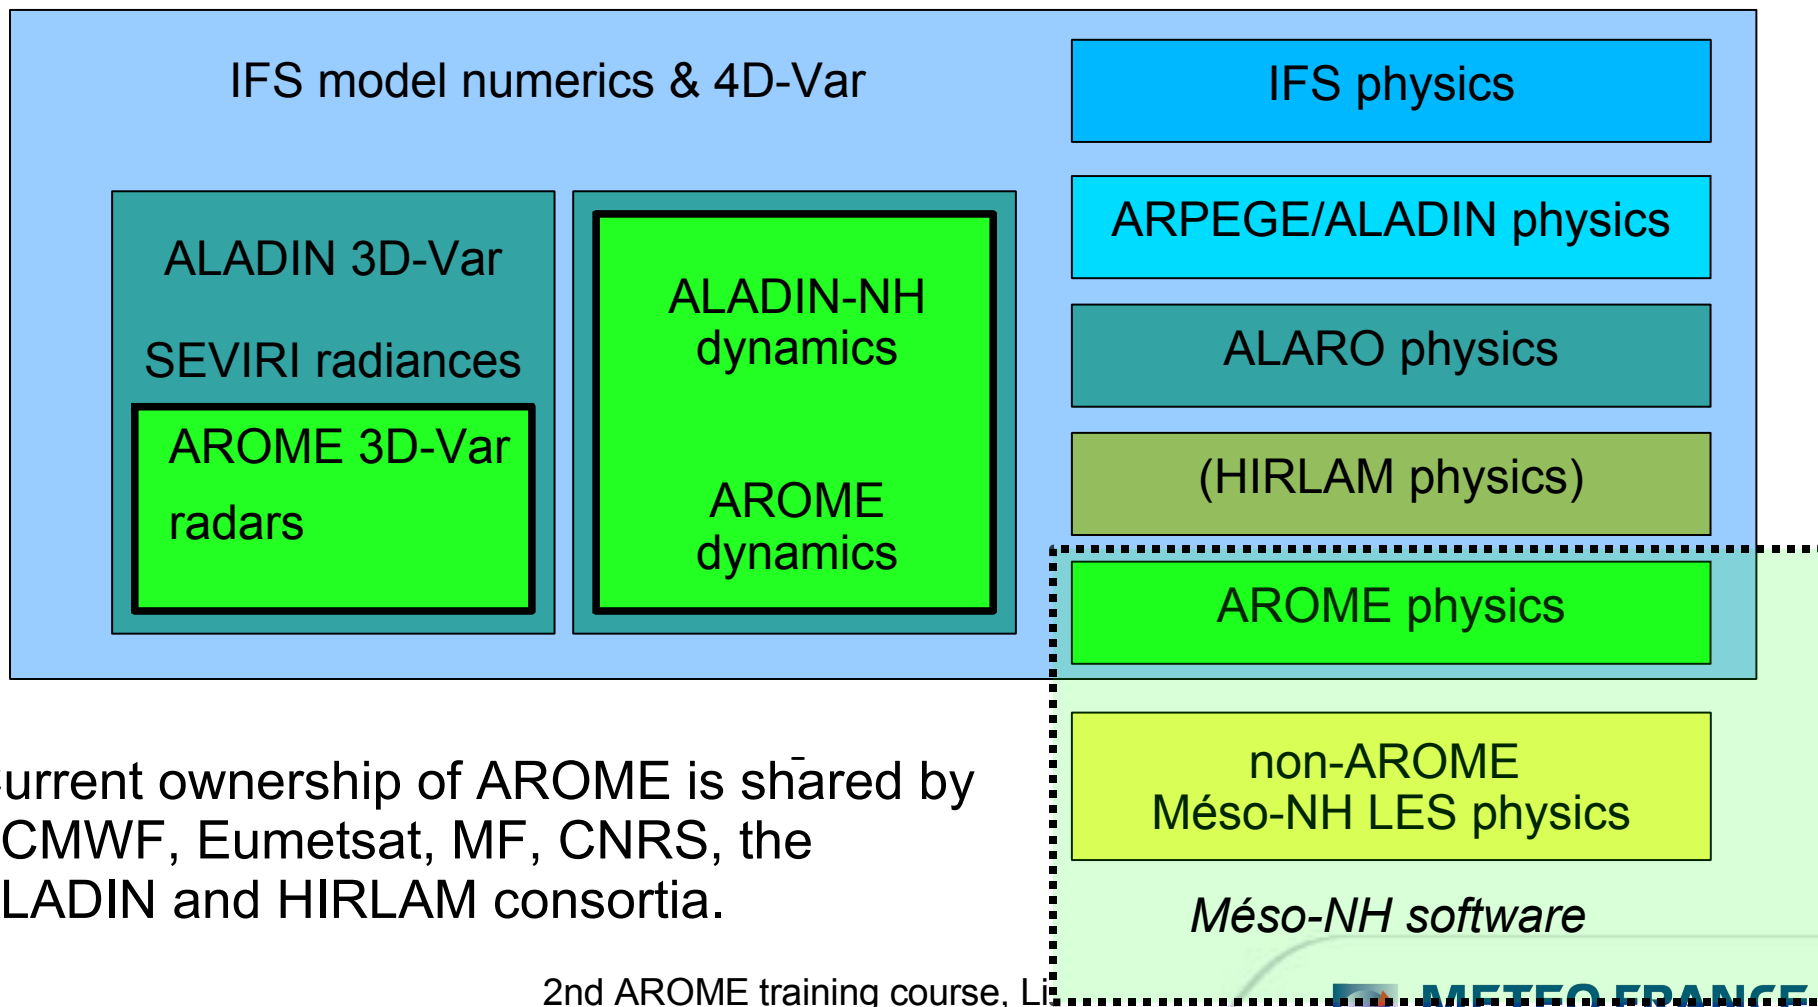 IFS model numerics & 4D-Var
IFS physics
ARPEGE/ALADIN physics
ALARO physics
(HIRLAM physics)
AROME physics
ALADIN 3D-Var
SEVIRI radiances
AROME 3D-Var
radars
ALADIN-NH
dynamics
AROME
dynamics
non-AROME
Méso-NH LES physics
Méso-NH software
urrent ownership of AROME is shared by
CMWF, Eumetsat, MF, CNRS, the
LADIN and HIRLAM consortia.
2nd AROME training course,
METEO FRANCE